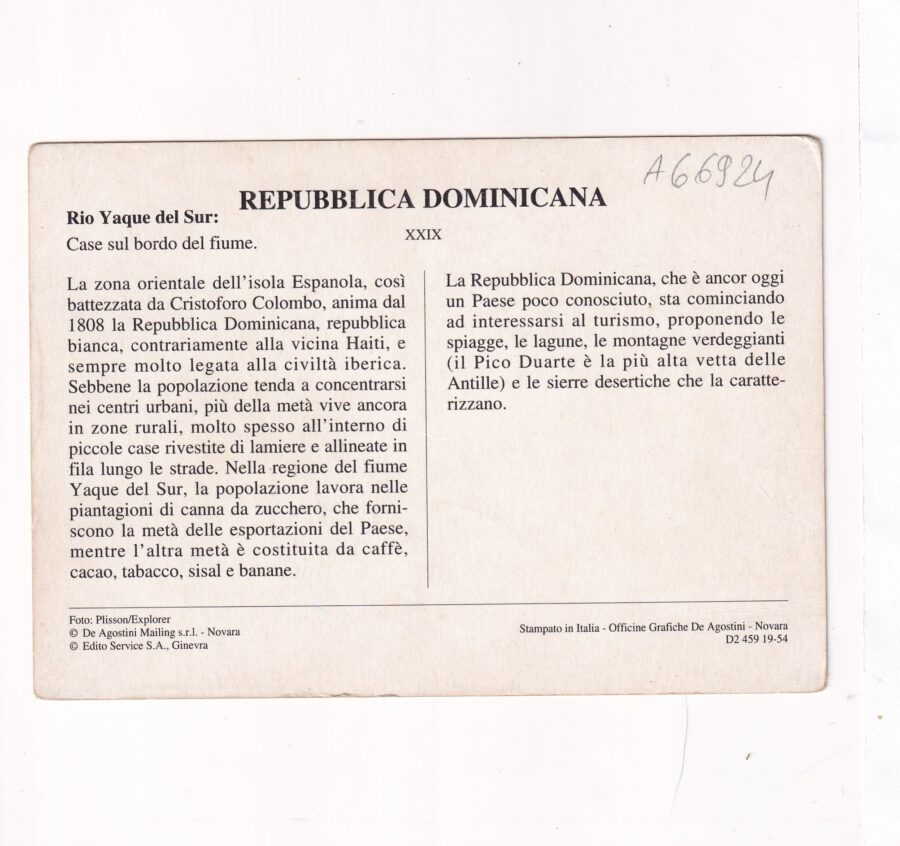 A66924
REPUBBLICA DOMINICANA
Rio Yaque del Sur:
XXIX
Case sul bordo del fiume.
La zona orientale dell'isola Espanola, così
battezzata da Cristoforo Colombo, anima dal
1808 la Repubblica Dominicana, repubblica
bianca, contrariamente alla vicina Haiti, e
sempre molto legata alla civiltà iberica.
Sebbene la popolazione tenda a concentrarsi
nei centri urbani, più della metà vive ancora
in zone rurali, molto spesso all'interno di
piccole case rivestite di lamiere e allineate in
fila lungo le strade. Nella regione del fiume
Yaque del Sur, la popolazione lavora nelle
piantagioni di canna da zucchero, che forni-
scono la metà delle esportazioni del Paese,
mentre l'altra metà è costituita da caffè,
cacao, tabacco, sisal e banane.
La Repubblica Dominicana, che è ancor oggi
un Paese poco conosciuto, sta cominciando
ad interessarsi al turismo, proponendo le
spiagge, le lagune, le montagne verdeggianti
(il Pico Duarte è la più alta vetta delle
Antille) e le sierre desertiche che la caratte-
rizzano.
Foto: Plisson/Explorer
© De Agostini Mailing s.r.l. - Novara
© Edito Service S.A., Ginevra
Stampato in Italia - Officine Grafiche De Agostini - Novara
D2 459 19-54